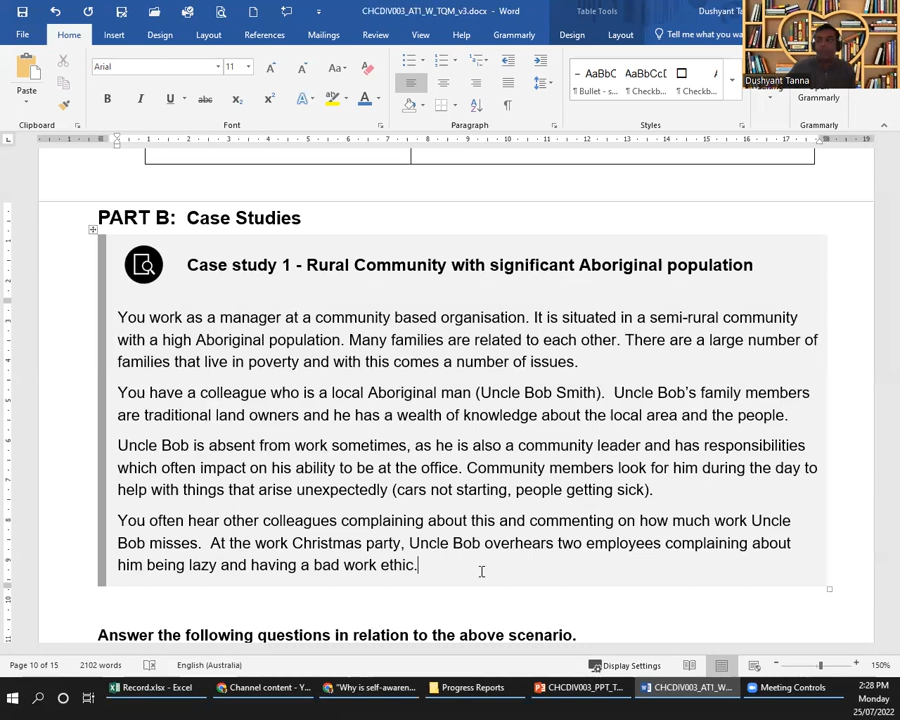 CHCDIV003_AT1_W_TQM_v3.docx - Word
Table Tools
Dushyant Tanna
File
Home
Insert
Design
Layout
References
Mailings
Review
View
Grammarly
Design
Layout
Tell me what you
Dushyant Tanna
Paste
Arial
11
Aa
B I U abc x₂ x²
AaBbC AaBbCcD
¶ Bullet - s... ¶ Checkb... ¶ Checkb...
Open
Grammarly
Clipboard
Font
Paragraph
Styles
Grammarly
PART B: Case Studies
Case study 1 - Rural Community with significant Aboriginal population
You work as a manager at a community based organisation. It is situated in a semi-rural community
with a high Aboriginal population. Many families are related to each other. There are a large number of
families that live in poverty and with this comes a number of issues.
You have a colleague who is a local Aboriginal man (Uncle Bob Smith). Uncle Bob's family members
are traditional land owners and he has a wealth of knowledge about the local area and the people.
Uncle Bob is absent from work sometimes, as he is also a community leader and has responsibilities
which often impact on his ability to be at the office. Community members look for him during the day to
help with things that arise unexpectedly (cars not starting, people getting sick).
You often hear other colleagues complaining about this and commenting on how much work Uncle
Bob misses. At the work Christmas party, Uncle Bob overhears two employees complaining about
him being lazy and having a bad work ethic.
Answer the following questions in relation to the above scenario.
Page 10 of 15
2102 words
English (Australia)
Display Settings
150%
Record.xlsx - Excel
Channel content - Y...
"Why is self-awaren...
Progress Reports
CHCDIV003_PPT_T...
CHCDIV003_AT1_W...
Meeting Controls
2:28 PM
Monday
25/07/2022